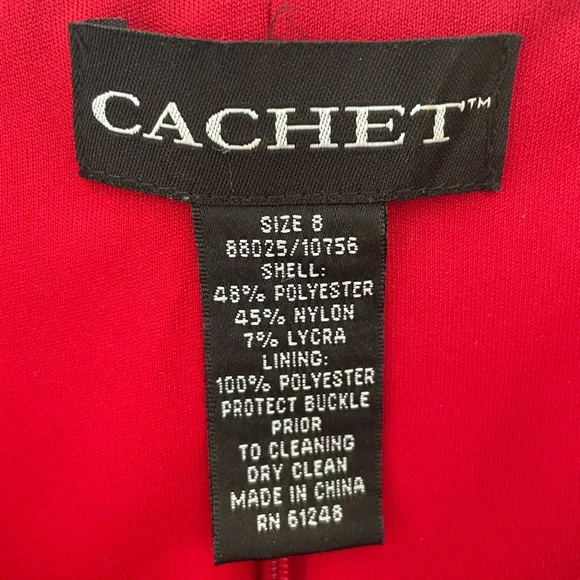 CACHET™
SIZE 8
88025/10756
SHELL:
48% POLYESTER
45% NYLON
7% LYCRA
LINING:
100% POLYESTER
PROTECT BUCKLE
PRIOR
TO CLEANING
DRY CLEAN
MADE IN CHINA
RN 61248